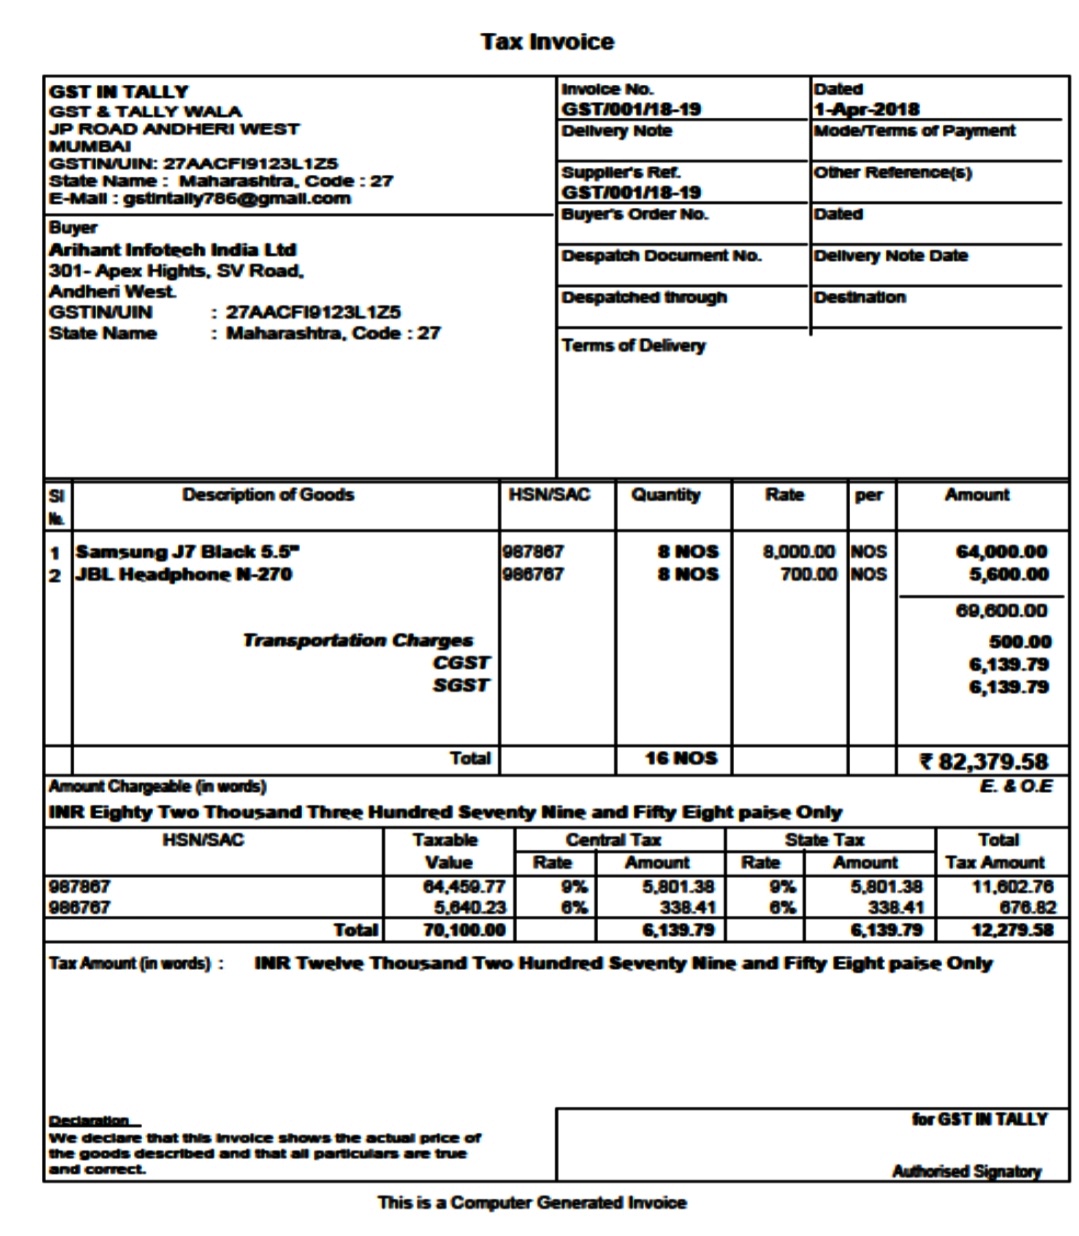 Tax Invoice
GST IN TALLY
GST & TALLY WALA
JP ROAD ANDHERI WEST
MUMBAI
GSTIN/UIN: 27AACFI9123L1Z5
State Name : Maharashtra, Code : 27
E-Mail : gstintally786@gmail.com
Invoice No.
GST/001/18-19
Dated
1-Apr-2018
Delivery Note
Mode/Terms of Payment
Supplier's Ref.
GST/001/18-19
Other Reference(s)
Buyer
Arihant Infotech India Ltd
301- Apex Hights, SV Road,
Andheri West.
GSTIN/UIN : 27AACFI9123L1Z5
State Name : Maharashtra, Code : 27
Buyer's Order No.
Dated
Despatch Document No.
Delivery Note Date
Despatched through
Destination
Terms of Delivery
Sl No. Description of Goods HSN/SAC Quantity Rate per Amount
1 Samsung J7 Black 5.5" 987867 8 NOS 8,000.00 NOS 64,000.00
2 JBL Headphone N-270 986767 8 NOS 700.00 NOS 5,600.00
69,600.00
Transportation Charges 500.00
CGST 6,139.79
SGST 6,139.79
Total 16 NOS ₹ 82,379.58
Amount Chargeable (in words) E. & O.E
INR Eighty Two Thousand Three Hundred Seventy Nine and Fifty Eight paise Only
HSN/SAC Taxable Value Central Tax State Tax Total Tax Amount
Rate Amount Rate Amount
987867 64,459.77 9% 5,801.38 9% 5,801.38 11,602.76
986767 5,640.23 6% 338.41 6% 338.41 676.82
Total 70,100.00 6,139.79 6,139.79 12,279.58
Tax Amount (in words) : INR Twelve Thousand Two Hundred Seventy Nine and Fifty Eight paise Only
Declaration
We declare that this invoice shows the actual price of
the goods described and that all particulars are true
and correct.
for GST IN TALLY
Authorised Signatory
This is a Computer Generated Invoice